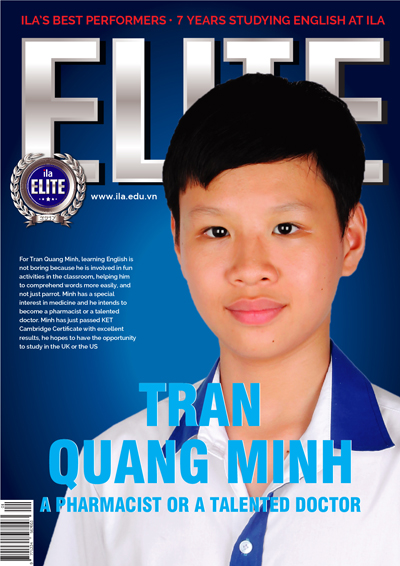 ILA'S BEST PERFORMERS • 7 YEARS STUDYING ENGLISH AT ILA
ELITE
ila
ELITE
www.ila.edu.vn
For Tran Quang Minh, learning English is
not boring because he is involved in fun
activities in the classroom, helping him
to comprehend words more easily, and
not just parrot. Minh has a special
interest in medicine and he intends to
become a pharmacist or a talented
doctor. Minh has just passed KET
Cambridge Certificate with excellent
results, he hopes to have the opportunity
to study in the UK or the US
TRAN
QUANG MINH
A PHARMACIST OR A TALENTED DOCTOR